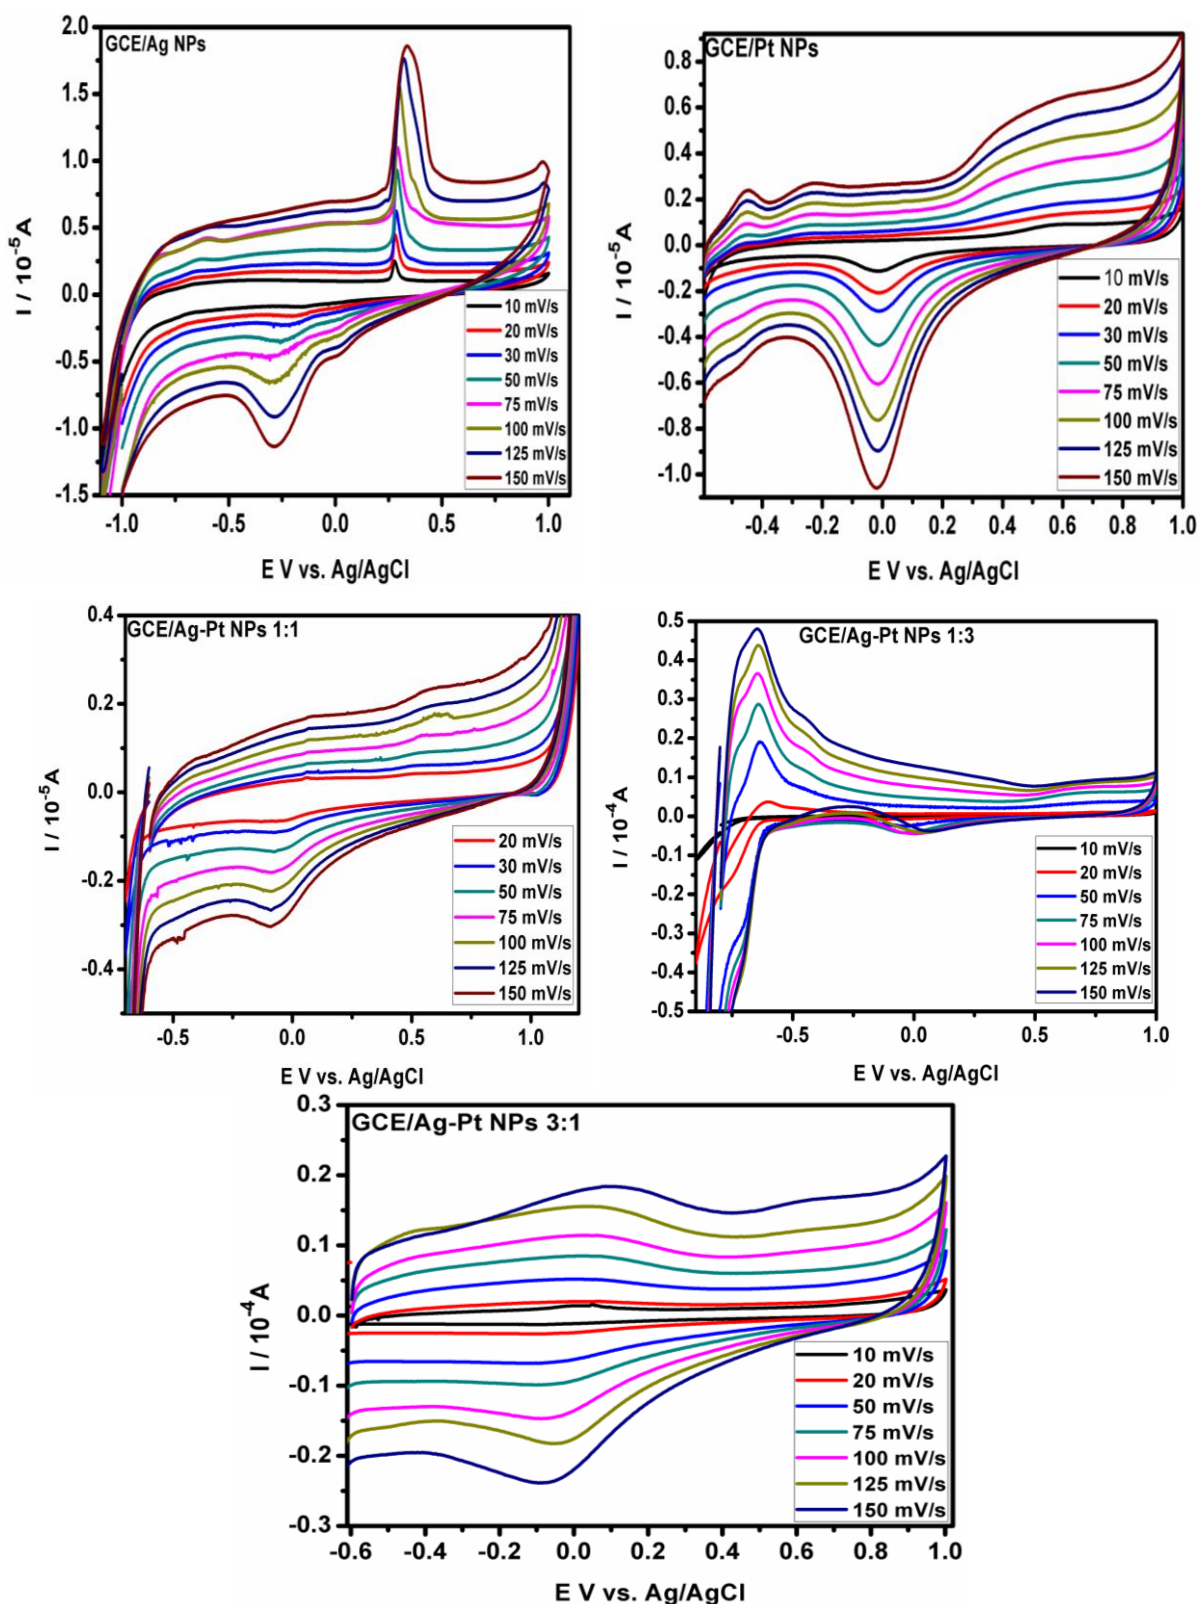 GCE/Ag NPs
I / 10⁻⁵A
2.0
1.5
1.0
0.5
0.0
-0.5
-1.0
-1.5
10 mV/s
20 mV/s
30 mV/s
50 mV/s
75 mV/s
100 mV/s
125 mV/s
150 mV/s
-1.0 -0.5 0.0 0.5 1.0
E V vs. Ag/AgCl
GCE/Pt NPs
I / 10⁻⁵A
0.8
0.6
0.4
0.2
0.0
-0.2
-0.4
-0.6
-0.8
-1.0
10 mV/s
20 mV/s
30 mV/s
50 mV/s
75 mV/s
100 mV/s
125 mV/s
150 mV/s
-0.4 -0.2 0.0 0.2 0.4 0.6 0.8 1.0
E V vs. Ag/AgCl
GCE/Ag-Pt NPs 1:1
I / 10⁻⁵A
0.4
0.2
0.0
-0.2
-0.4
20 mV/s
30 mV/s
50 mV/s
75 mV/s
100 mV/s
125 mV/s
150 mV/s
-0.5 0.0 0.5 1.0
E V vs. Ag/AgCl
GCE/Ag-Pt NPs 1:3
I / 10⁻⁴A
0.5
0.4
0.3
0.2
0.1
0.0
-0.1
-0.2
-0.3
-0.4
-0.5
10 mV/s
20 mV/s
50 mV/s
75 mV/s
100 mV/s
125 mV/s
150 mV/s
-0.5 0.0 0.5 1.0
E V vs. Ag/AgCl
GCE/Ag-Pt NPs 3:1
I / 10⁻⁴A
0.3
0.2
0.1
0.0
-0.1
-0.2
-0.3
10 mV/s
20 mV/s
50 mV/s
75 mV/s
100 mV/s
125 mV/s
150 mV/s
-0.6 -0.4 -0.2 0.0 0.2 0.4 0.6 0.8 1.0
E V vs. Ag/AgCl